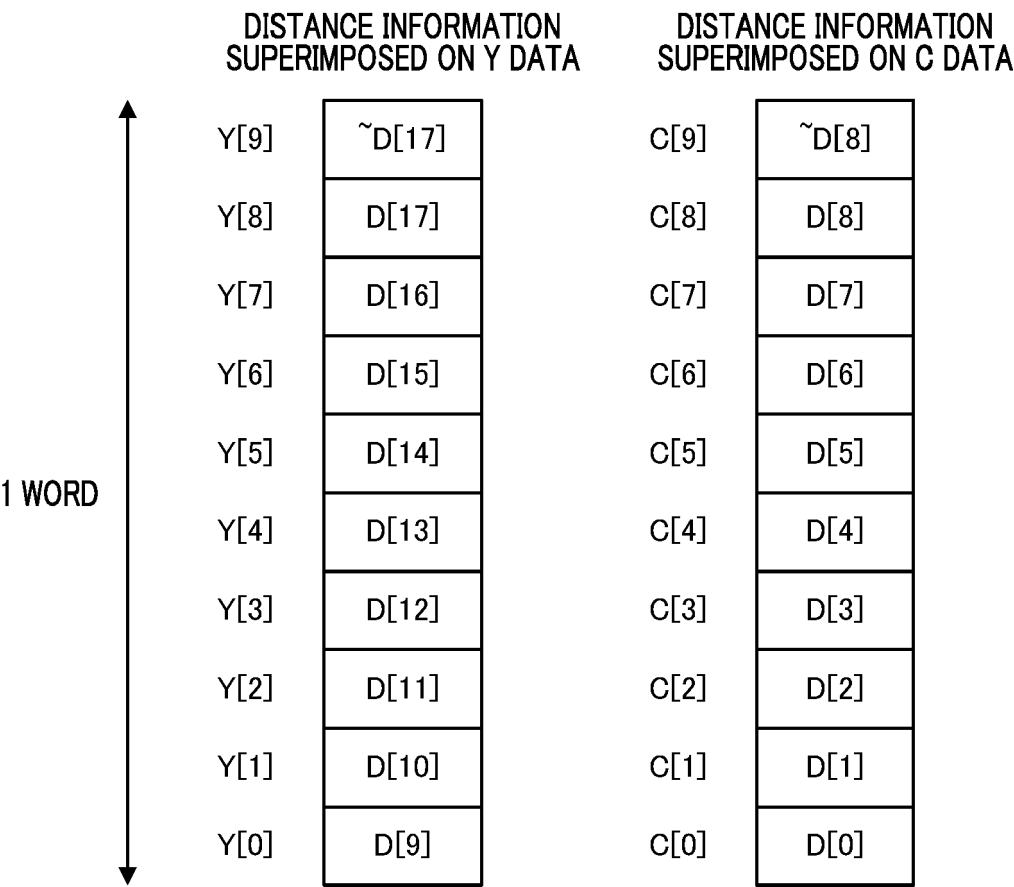 DISTANCE INFORMATION
SUPERIMPOSED ON Y DATA
DISTANCE INFORMATION
SUPERIMPOSED ON C DATA
Y[9] ~D[17] C[9] ~D[8]
Y[8] D[17] C[8] D[8]
Y[7] D[16] C[7] D[7]
Y[6] D[15] C[6] D[6]
Y[5] D[14] C[5] D[5]
1 WORD
Y[4] D[13] C[4] D[4]
Y[3] D[12] C[3] D[3]
Y[2] D[11] C[2] D[2]
Y[1] D[10] C[1] D[1]
Y[0] D[9] C[0] D[0]